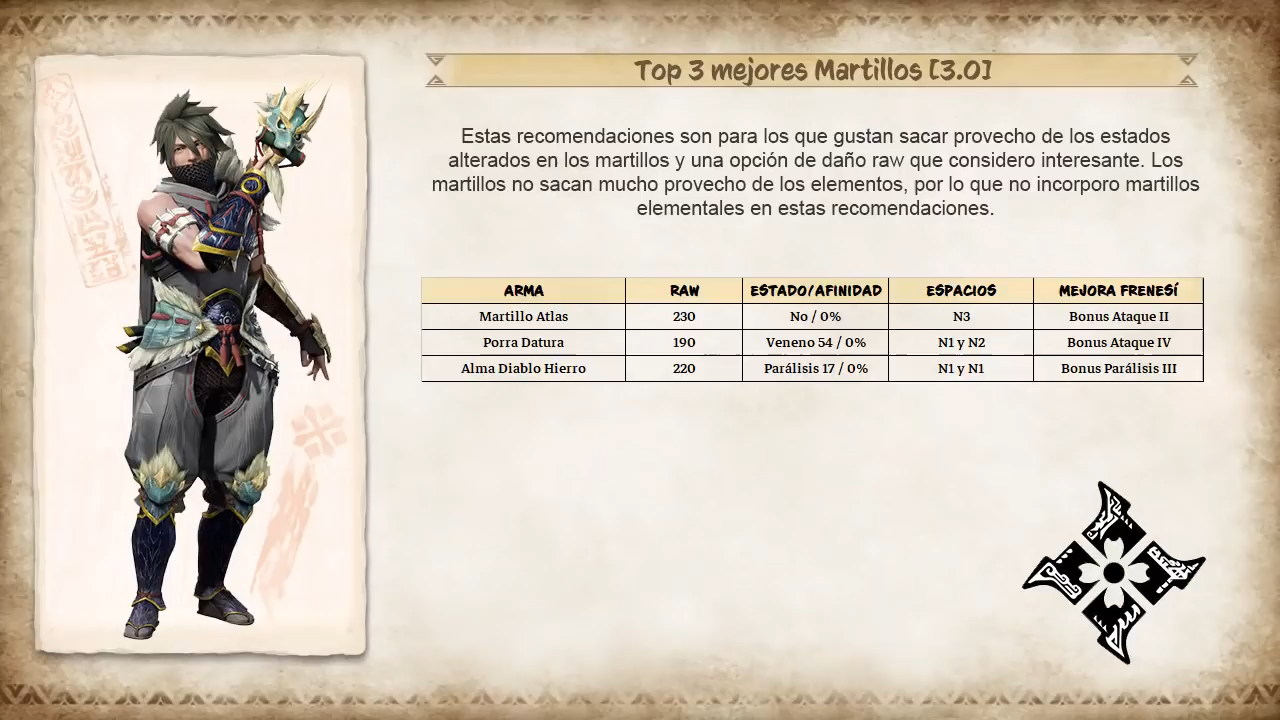 Top 3 mejores Martillos [3.0]
Estas recomendaciones son para los que gustan sacar provecho de los estados
alterados en los martillos y una opción de daño raw que considero interesante. Los
martillos no sacan mucho provecho de los elementos, por lo que no incorporo martillos
elementales en estas recomendaciones.
ARMA RAW ESTADO/AFINIDAD ESPACIOS MEJORA FRENESÍ
Martillo Atlas 230 No / 0% N3 Bonus Ataque II
Porra Datura 190 Veneno 54 / 0% N1 y N2 Bonus Ataque IV
Alma Diablo Hierro 220 Parálisis 17 / 0% N1 y N1 Bonus Parálisis III